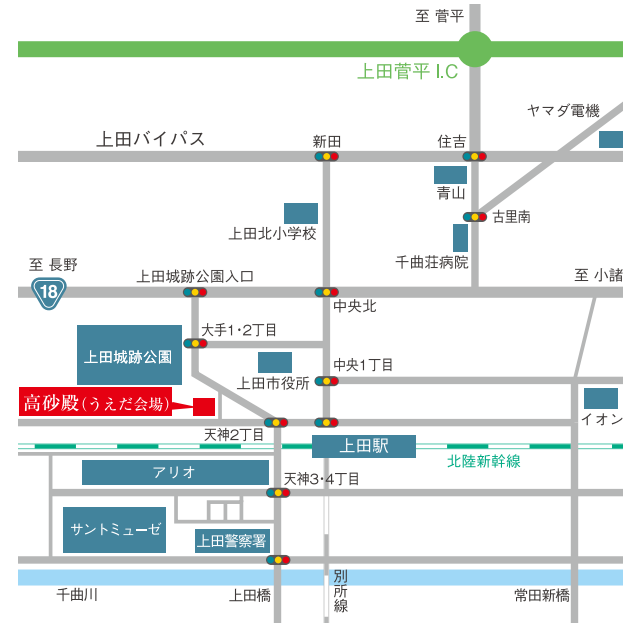 至 菅平
上田菅平 I.C
ヤマダ電機
上田バイパス
新田
住吉
青山
古里南
上田北小学校
千曲荘病院
至 長野
18
上田城跡公園入口
至 小諸
中央北
大手1・2丁目
上田城跡公園
中央1丁目
上田市役所
高砂殿(うえだ会場)
イオン
天神2丁目
上田駅
北陸新幹線
アリオ
天神3・4丁目
サントミューゼ
上田警察署
千曲川
上田橋
別所線
常田新橋